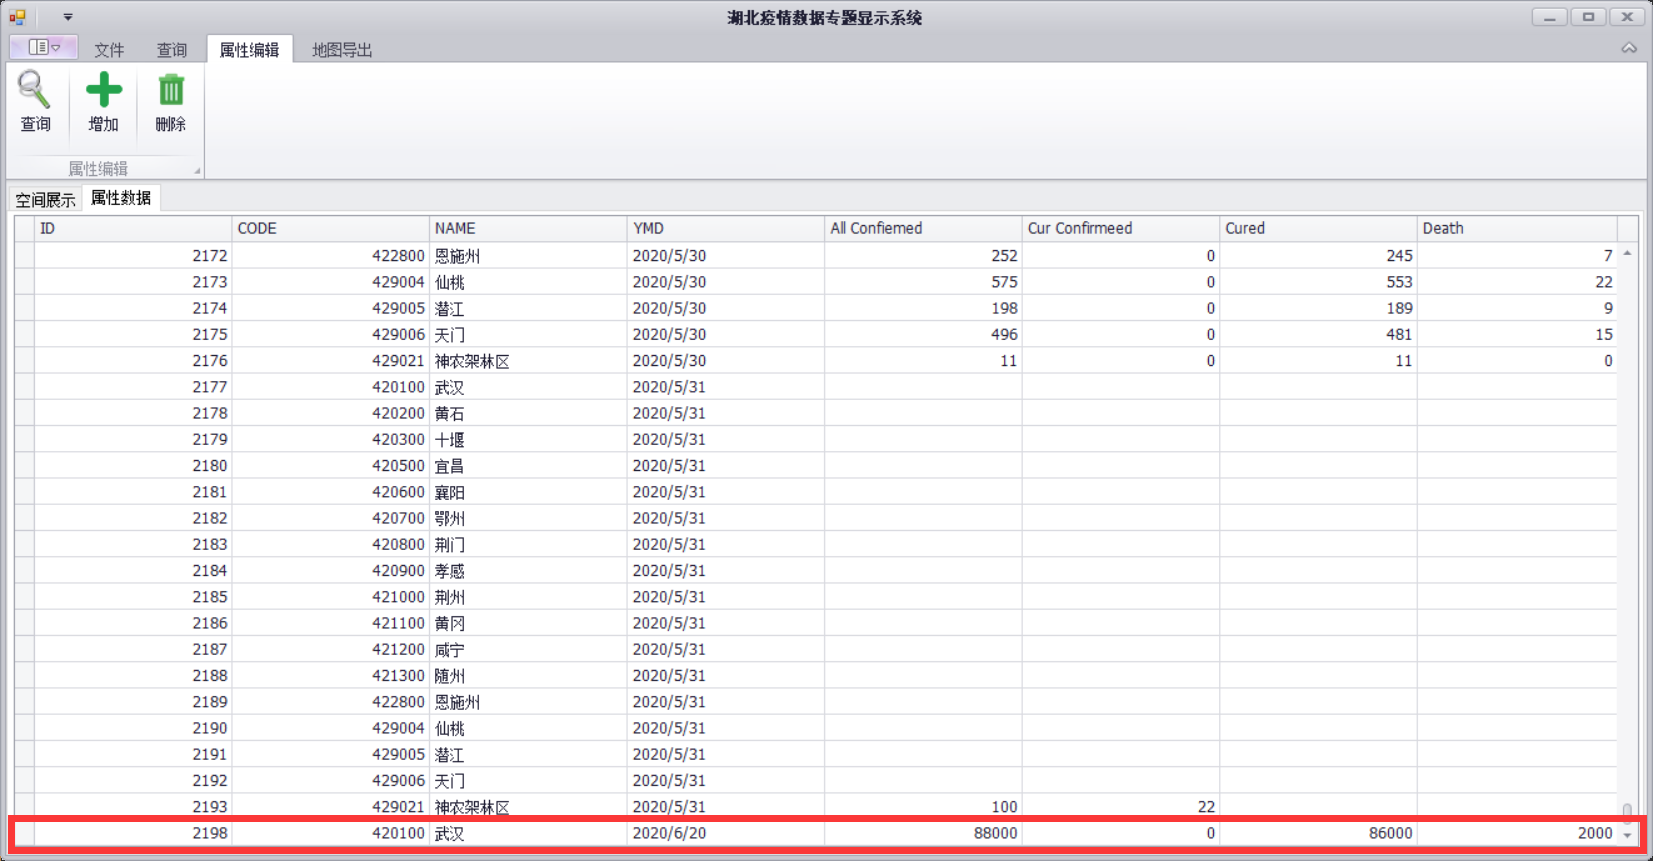 湖北疫情数据专题显示系统
文件 查询 属性编辑 地图导出
查询 增加 删除
属性编辑
空间展示 属性数据
ID CODE NAME YMD All Confiemed Cur Confirmeed Cured Death
2172 422800 恩施州 2020/5/30 252 0 245 7
2173 429004 仙桃 2020/5/30 575 0 553 22
2174 429005 潜江 2020/5/30 198 0 189 9
2175 429006 天门 2020/5/30 496 0 481 15
2176 429021 神农架林区 2020/5/30 11 0 11 0
2177 420100 武汉 2020/5/31
2178 420200 黄石 2020/5/31
2179 420300 十堰 2020/5/31
2180 420500 宜昌 2020/5/31
2181 420600 襄阳 2020/5/31
2182 420700 鄂州 2020/5/31
2183 420800 荆门 2020/5/31
2184 420900 孝感 2020/5/31
2185 421000 荆州 2020/5/31
2186 421100 黄冈 2020/5/31
2187 421200 咸宁 2020/5/31
2188 421300 随州 2020/5/31
2189 422800 恩施州 2020/5/31
2190 429004 仙桃 2020/5/31
2191 429005 潜江 2020/5/31
2192 429006 天门 2020/5/31
2193 429021 神农架林区 2020/5/31 100 22
2198 420100 武汉 2020/6/20 88000 0 86000 2000